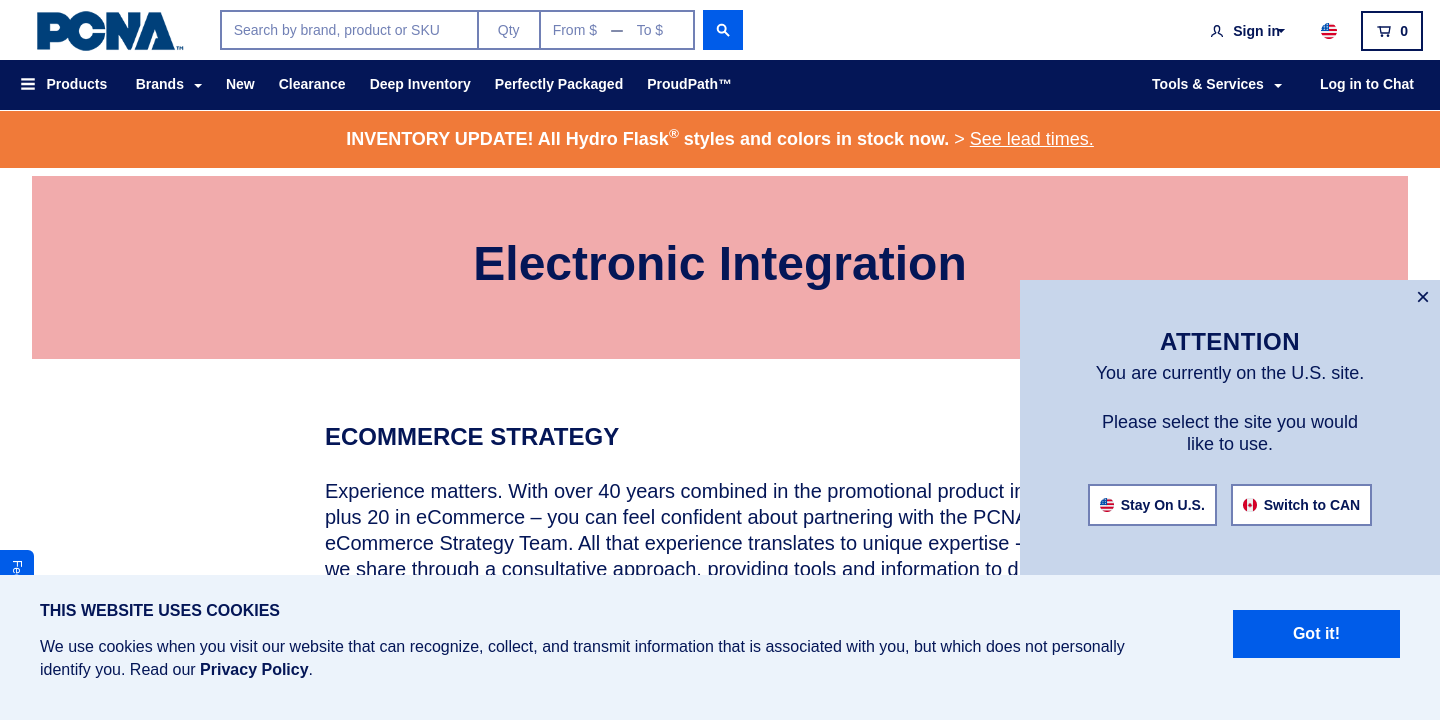 PCNA™
Search by brand, product or SKU
Qty
From $ — To $
Sign in
0
Products
Brands
New
Clearance
Deep Inventory
Perfectly Packaged
ProudPath™
Tools & Services
Log in to Chat
INVENTORY UPDATE! All Hydro Flask® styles and colors in stock now. > See lead times.
Electronic Integration
×
ATTENTION
You are currently on the U.S. site.
Please select the site you would
like to use.
Stay On U.S.
Switch to CAN
ECOMMERCE STRATEGY
Experience matters. With over 40 years combined in the promotional product
plus 20 in eCommerce – you can feel confident about partnering with the PCNA
eCommerce Strategy Team. All that experience translates to unique expertise -
we share through a consultative approach, providing tools and information to
THIS WEBSITE USES COOKIES
We use cookies when you visit our website that can recognize, collect, and transmit information that is associated with you, but which does not personally
identify you. Read our Privacy Policy.
Got it!